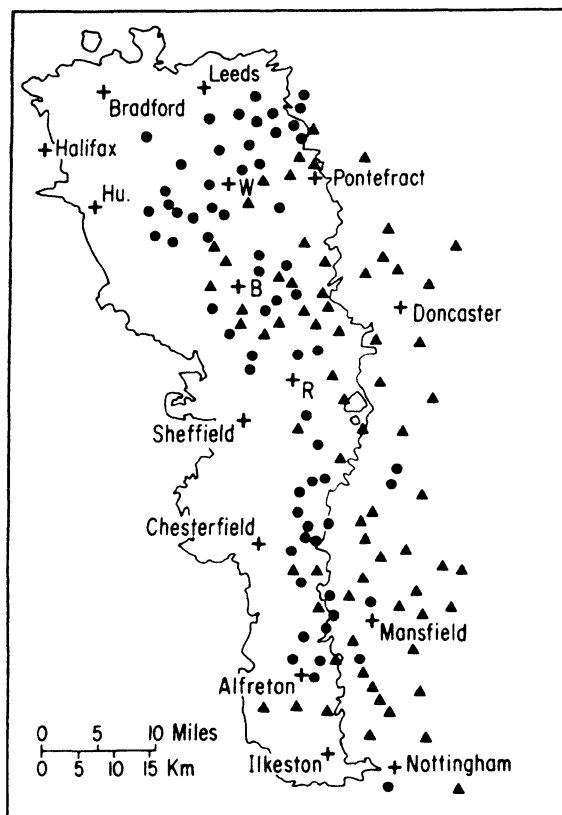 Leeds
Bradford
Halifax
W
Pontefract
Hu.
B
Doncaster
R
Sheffield
Chesterfield
Mansfield
Alfreton
0 5 10 Miles
0 5 10 15 Km
Ilkeston
Nottingham